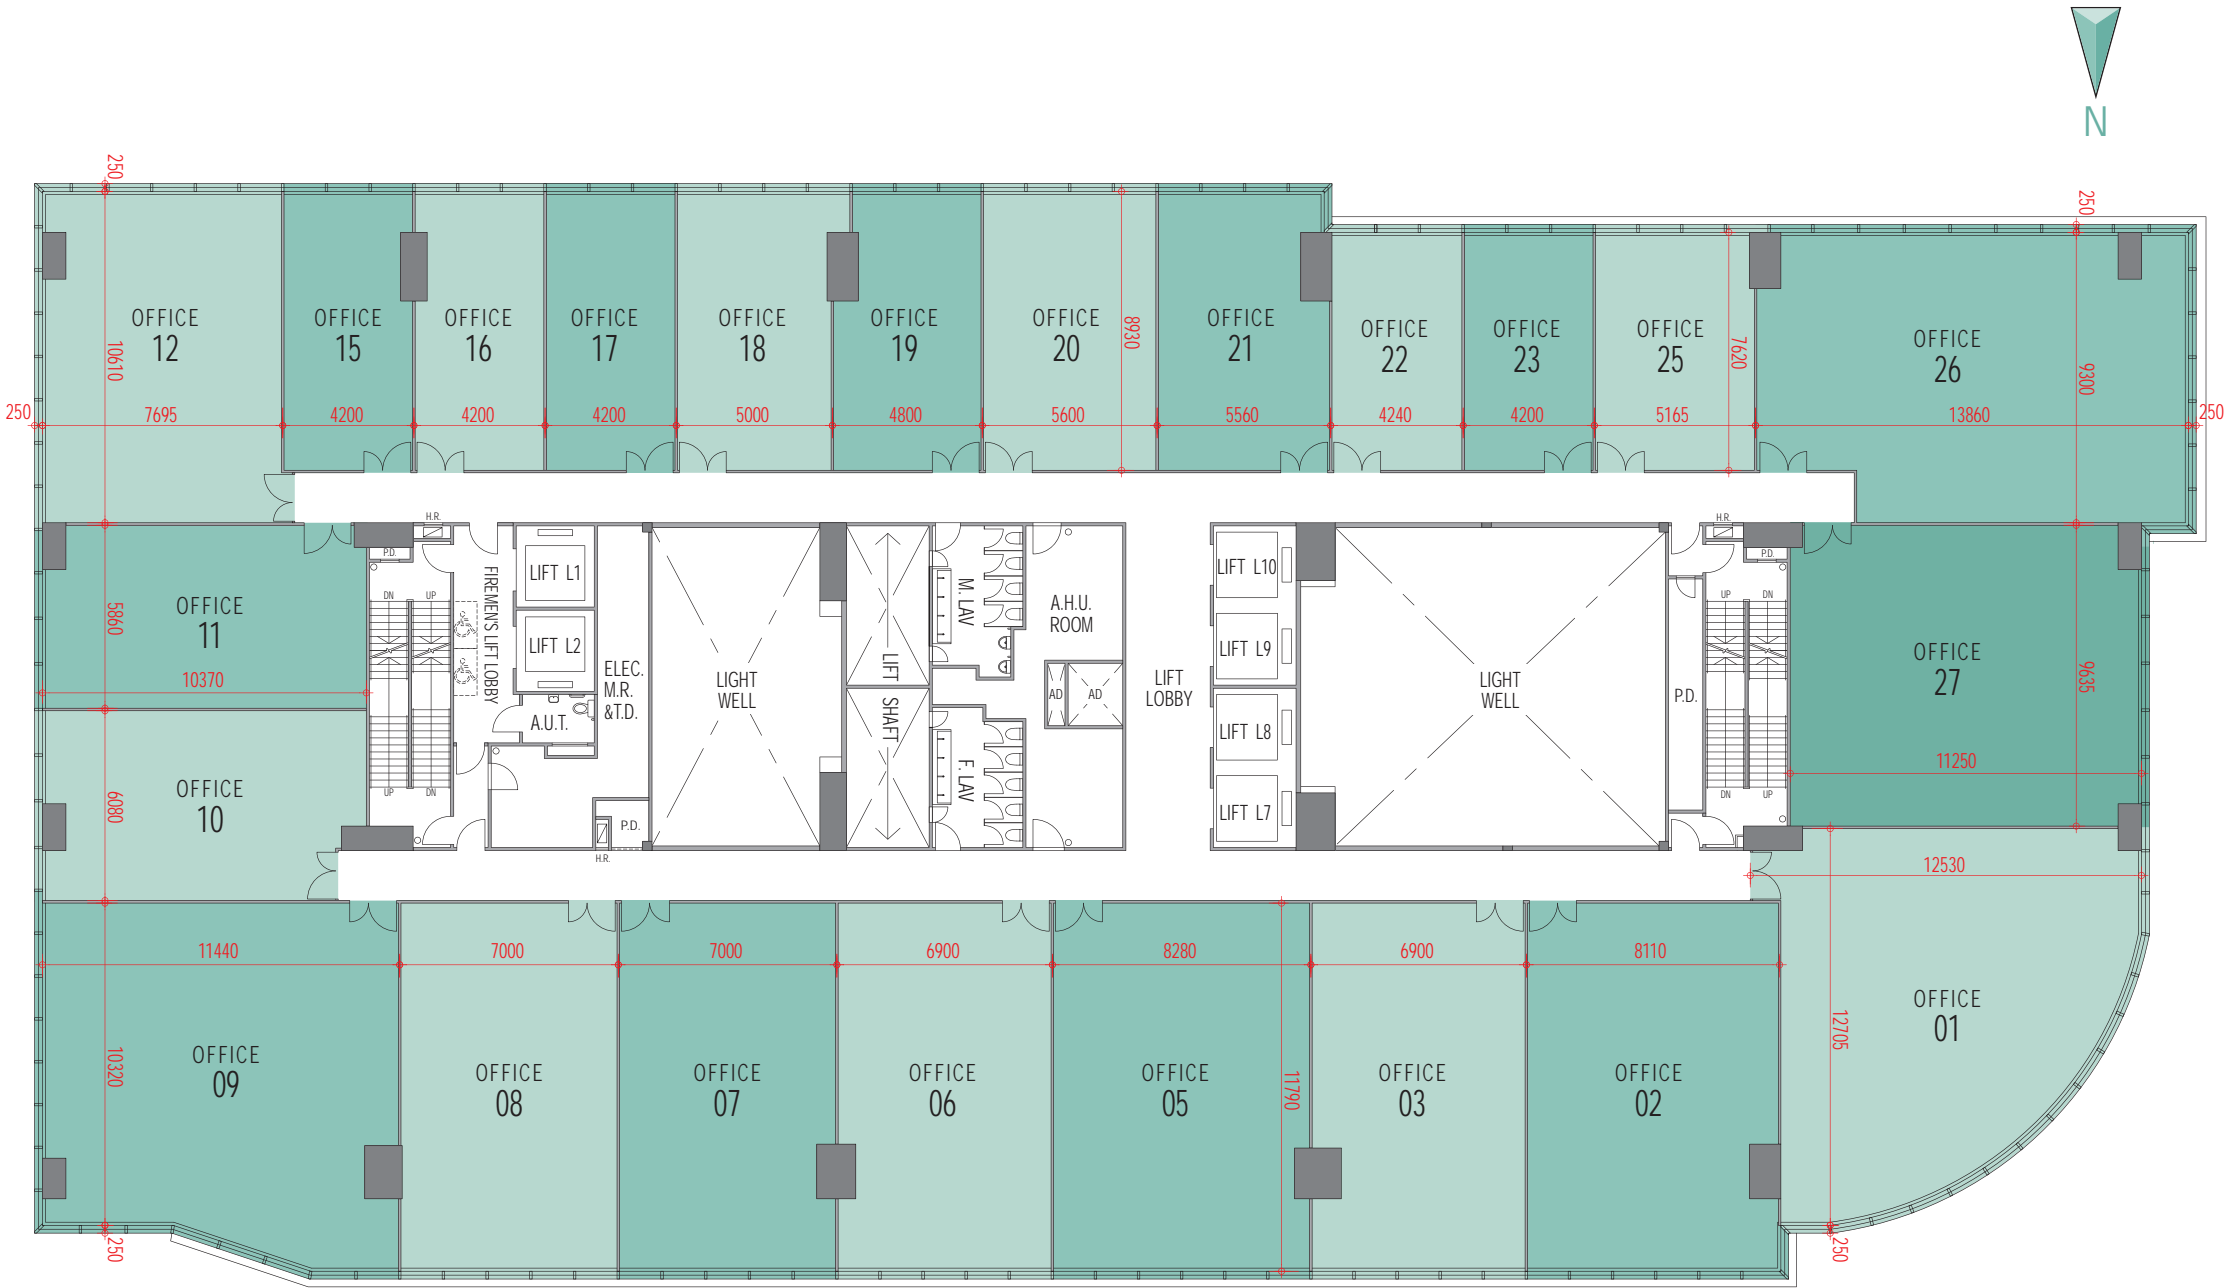 N
250
250
OFFICE
12
OFFICE
15
OFFICE
16
OFFICE
17
OFFICE
18
OFFICE
19
OFFICE
20
OFFICE
21
OFFICE
22
OFFICE
23
OFFICE
25
OFFICE
26
10610
8930
7620
9300
250
7695
4200
4200
4200
5000
4800
5600
5560
4240
4200
5165
13860
250
H.R.
P.D.
DN
UP
FIREMEN'S LIFT LOBBY
LIFT L1
LIFT L2
A.U.T.
ELEC.
M.R.
&T.D.
LIGHT
WELL
LIFT
SHAFT
M. LAV
F. LAV
A.H.U.
ROOM
AD
AD
LIFT
LOBBY
LIFT L10
LIFT L9
LIFT L8
LIFT L7
LIGHT
WELL
P.D.
H.R.
P.D.
UP
DN
DN
UP
UP
DN
P.D.
H.R.
OFFICE
11
5860
10370
OFFICE
10
6080
OFFICE
27
9635
11250
12530
11440
7000
7000
6900
8280
6900
8110
OFFICE
09
10320
OFFICE
08
OFFICE
07
OFFICE
06
OFFICE
05
11790
OFFICE
03
OFFICE
02
OFFICE
01
12705
250
250